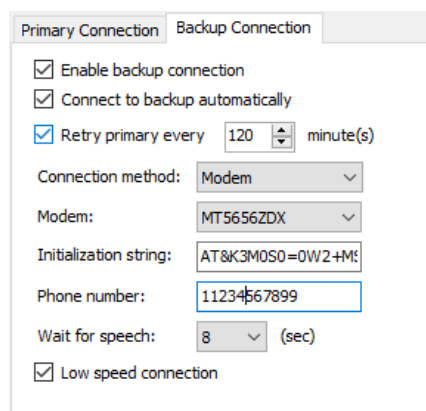 Primary Connection Backup Connection
Enable backup connection
Connect to backup automatically
Retry primary every 120 minute(s)
Connection method: Modem
Modem: MT5656ZDX
Initialization string: AT&K3M0S0=0W2+MS
Phone number: 11234567899
Wait for speech: 8 (sec)
Low speed connection